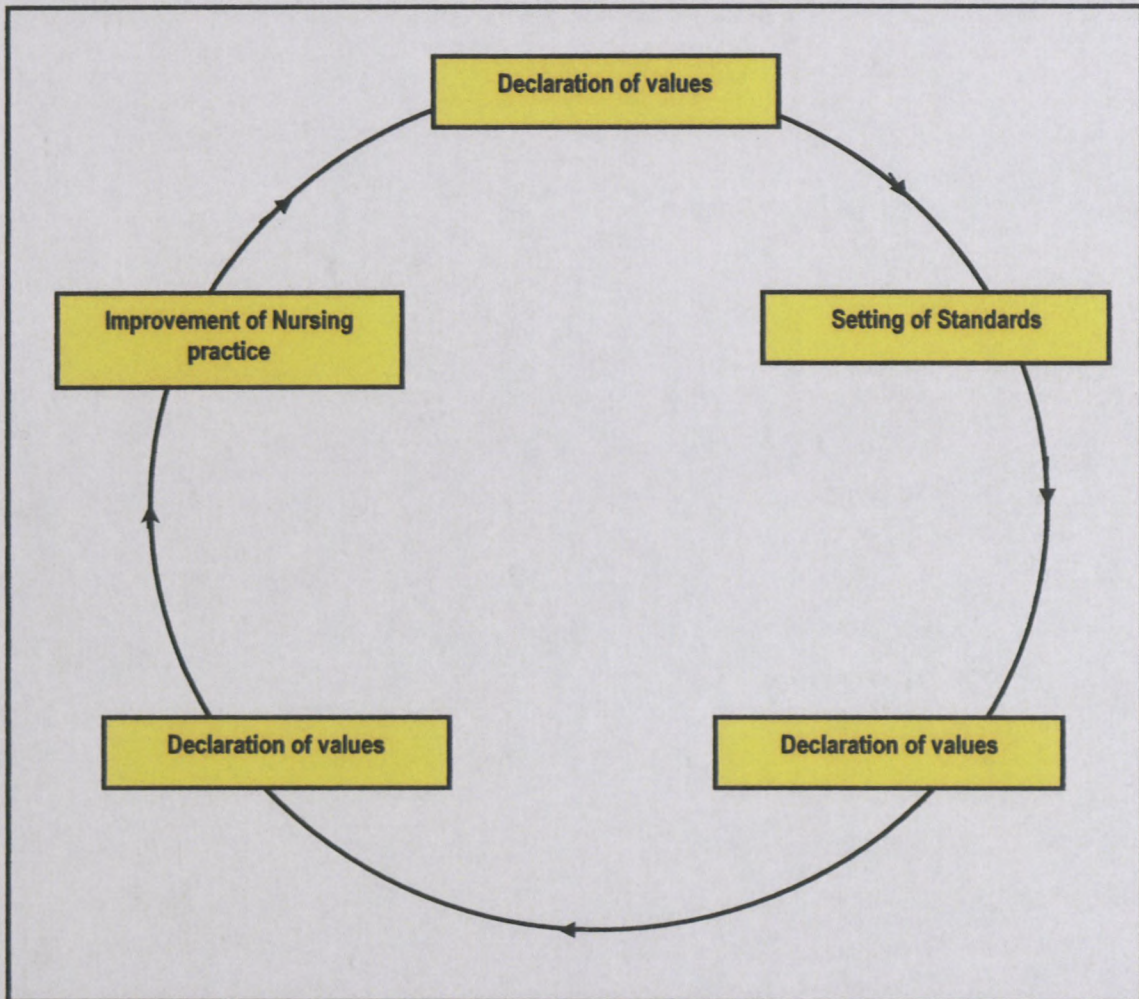 Declaration of values
Setting of Standards
Declaration of values
Declaration of values
Improvement of Nursing
practice